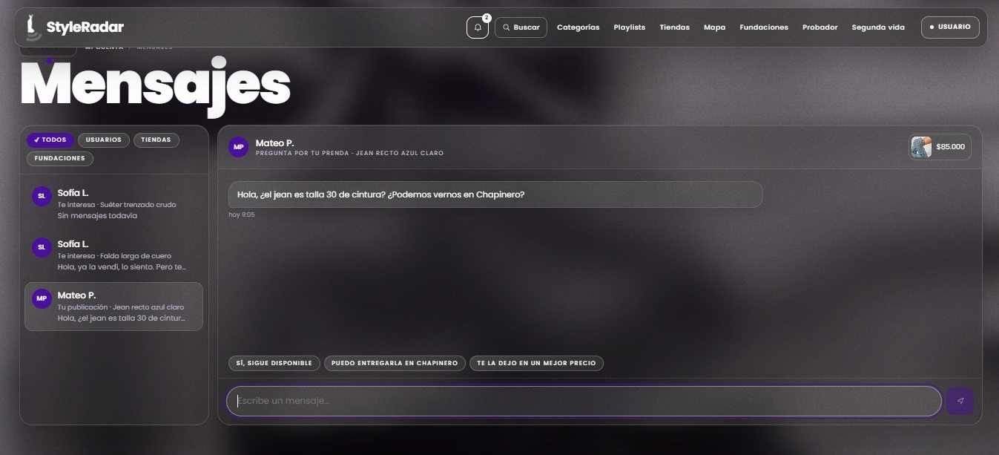 StyleRadar
2
Buscar
Categorías
Playlists
Tiendas
Mapa
Fundaciones
Probador
Segunda vida
USUARIO
MI CUENTA / MENSAJES
Mensajes
✓ TODOS
USUARIOS
TIENDAS
FUNDACIONES
SL
Sofía L.
Te interesa · Suéter trenzado crudo
Sin mensajes todavía
SL
Sofía L.
Te interesa · Falda larga de cuero
Hola, ya la vendí, lo siento. Pero te...
MP
Mateo P.
Tu publicación · Jean recto azul claro
Hola, ¿el jean es talla 30 de cintur...
MP
Mateo P.
PREGUNTA POR TU PRENDA · JEAN RECTO AZUL CLARO
$85.000
Hola, ¿el jean es talla 30 de cintura? ¿Podemos vernos en Chapinero?
hoy 9:05
SÍ, SIGUE DISPONIBLE
PUEDO ENTREGARLA EN CHAPINERO
TE LA DEJO EN UN MEJOR PRECIO
Escribe un mensaje...